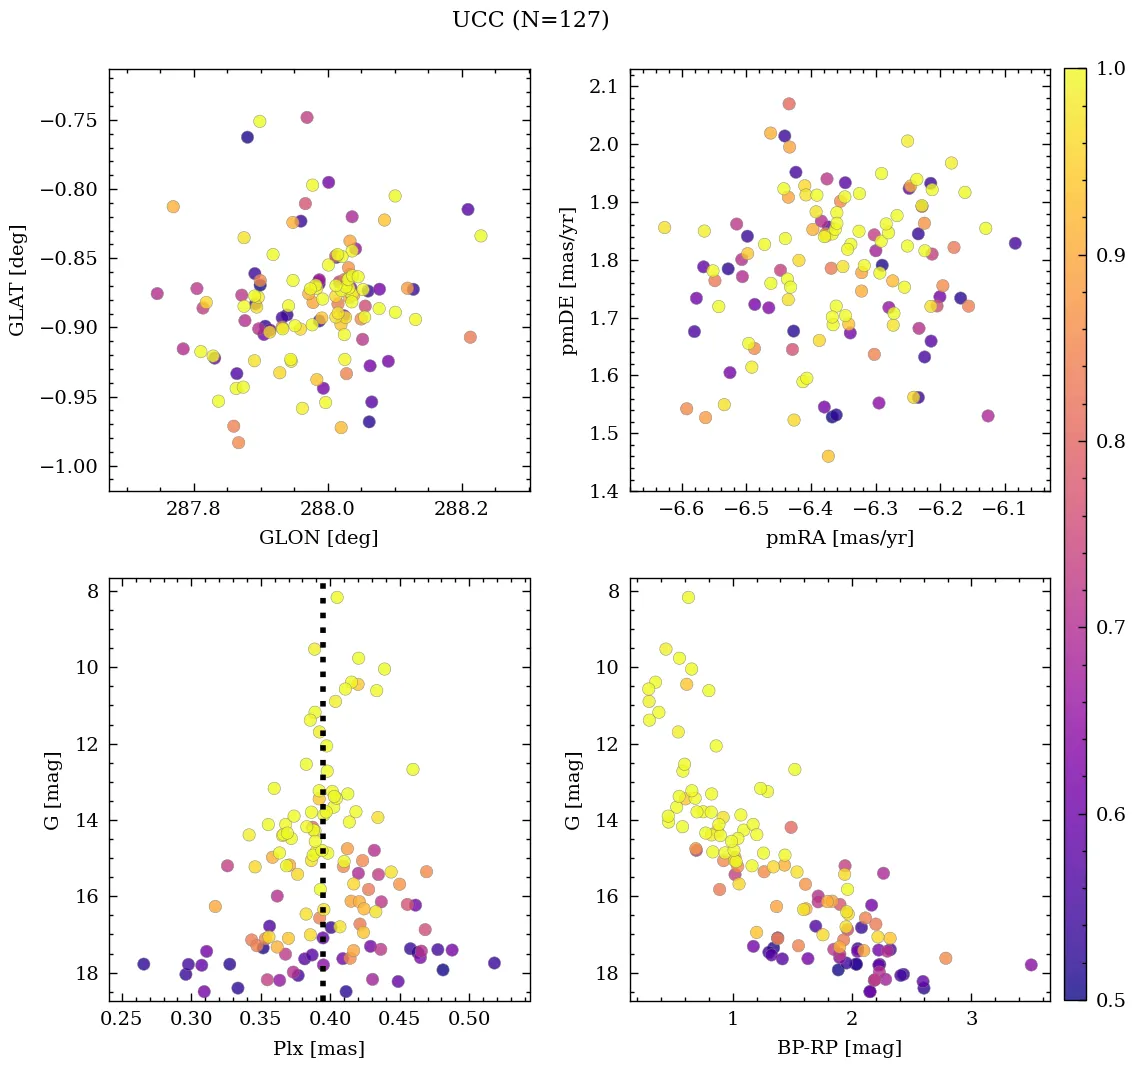 UCC (N=127)
−0.75
−0.80
−0.85
−0.90
−0.95
−1.00
GLAT [deg]
287.8 288.0 288.2
GLON [deg]
2.1
2.0
1.9
1.8
1.7
1.6
1.5
1.4
pmDE [mas/yr]
−6.6 −6.5 −6.4 −6.3 −6.2 −6.1
pmRA [mas/yr]
8
10
12
14
16
18
G [mag]
0.25 0.30 0.35 0.40 0.45 0.50
Plx [mas]
8
10
12
14
16
18
G [mag]
1 2 3
BP-RP [mag]
1.0
0.9
0.8
0.7
0.6
0.5